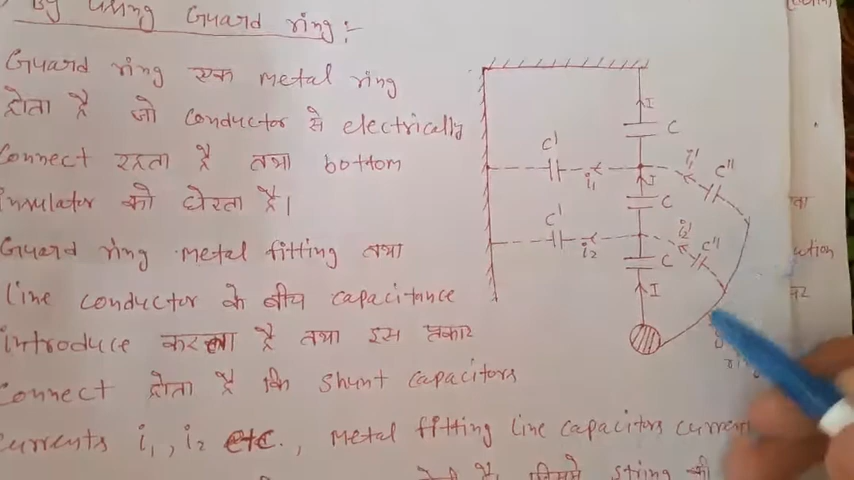 By using Guard ring:-
Guard ring एक metal ring
होता है जो conductor से electrically
Connect रहता है तथा bottom
insulator को घेरता है।
Guard ring metal fitting तथा
line conductor के बीच capacitance
introduce करता है तथा इस प्रकार
Connect होता है कि shunt capacitors
currents i₁, i₂ etc., metal fitting line capacitors current
string की
I
C
C'
i₁
i₁'
C"
I
C
C'
i₂
i₂'
C"
C
I
ution